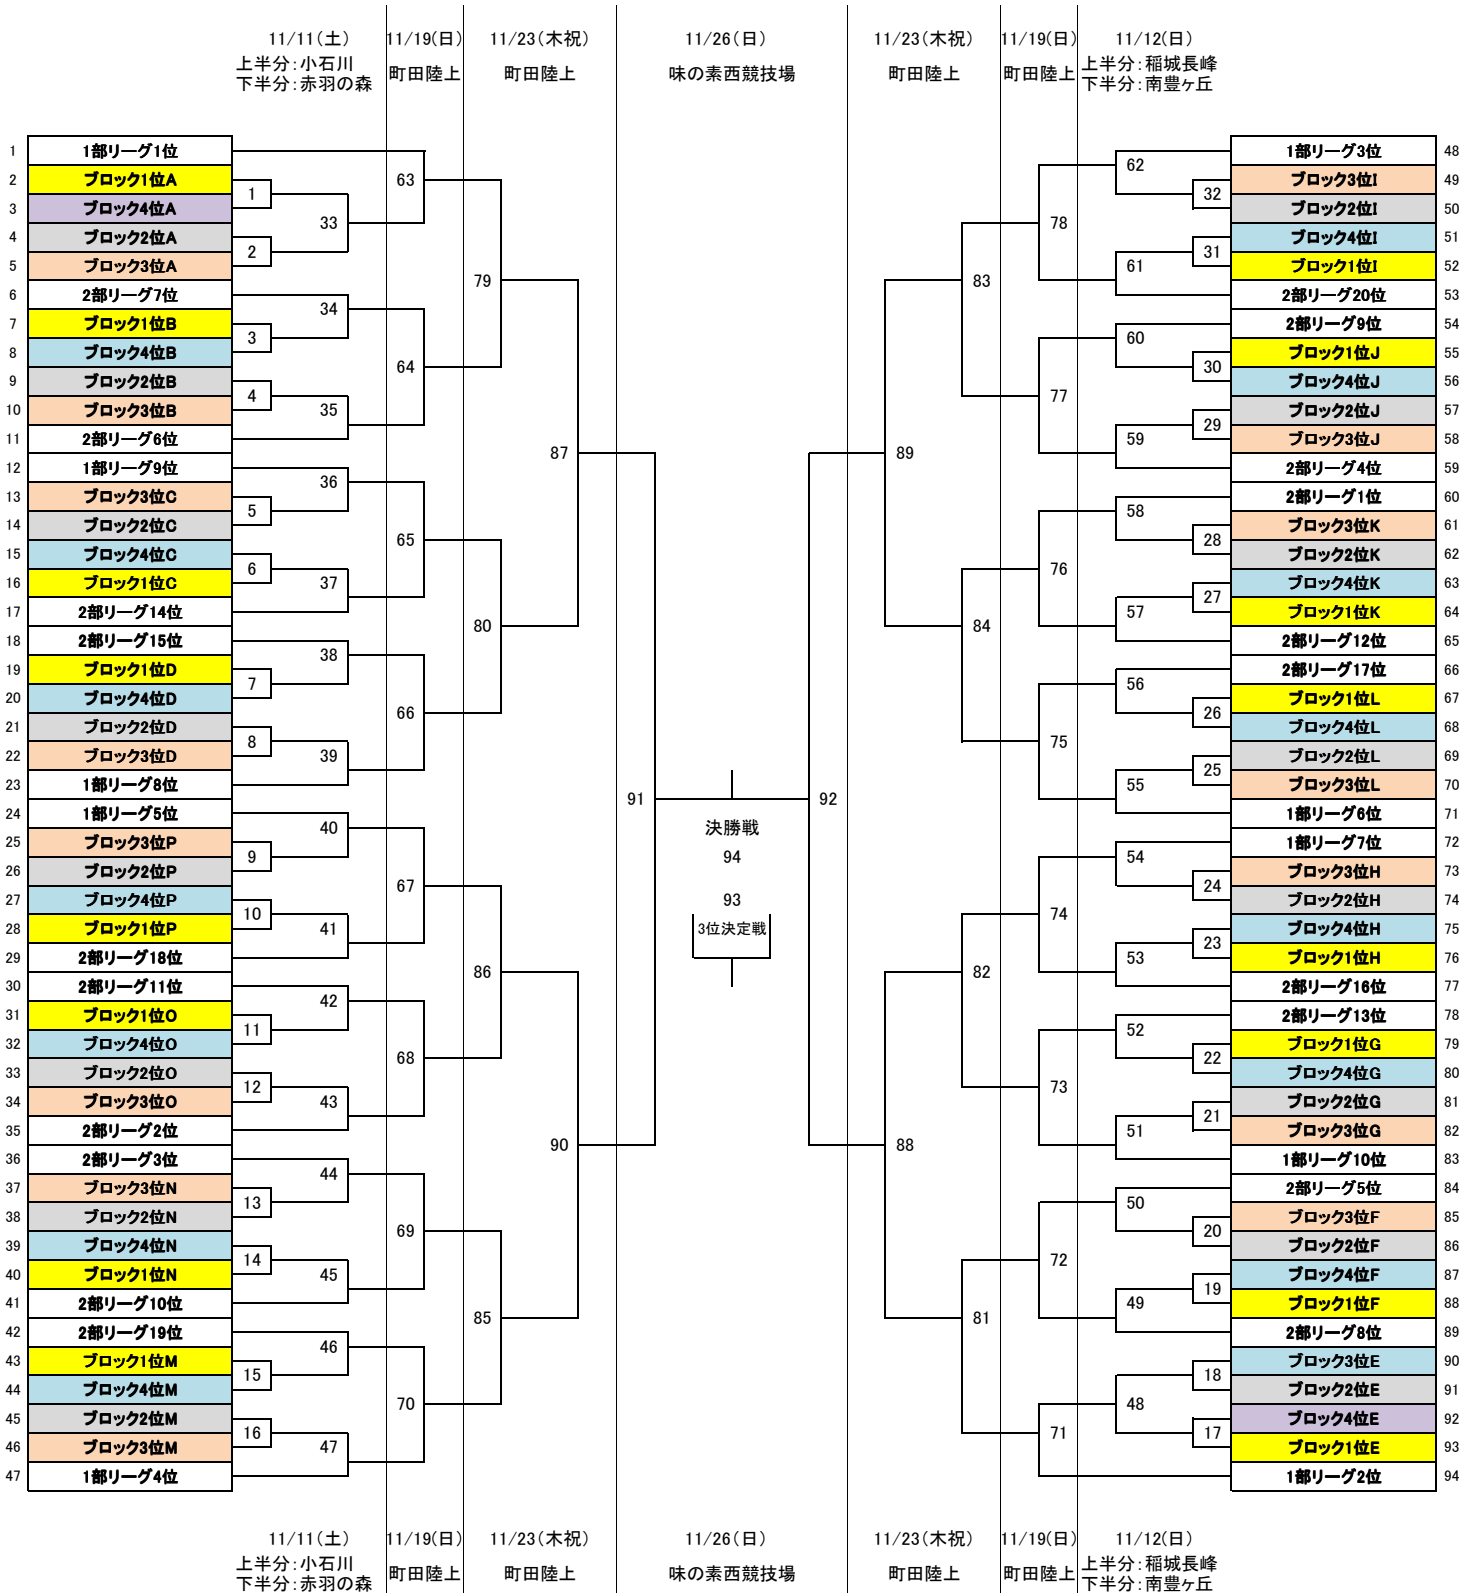 11/11(土)
上半分:小石川
下半分:赤羽の森
11/19(日)
町田陸上
11/23(木祝)
町田陸上
11/26(日)
味の素西競技場
11/23(木祝)
町田陸上
11/19(日)
町田陸上
11/12(日)
上半分:稲城長峰
下半分:南豊ヶ丘
1 1部リーグ1位
2 ブロック1位A
3 ブロック4位A
4 ブロック2位A
5 ブロック3位A
6 2部リーグ7位
7 ブロック1位B
8 ブロック4位B
9 ブロック2位B
10 ブロック3位B
11 2部リーグ6位
12 1部リーグ9位
13 ブロック3位C
14 ブロック2位C
15 ブロック4位C
16 ブロック1位C
17 2部リーグ14位
18 2部リーグ15位
19 ブロック1位D
20 ブロック4位D
21 ブロック2位D
22 ブロック3位D
23 1部リーグ8位
24 1部リーグ5位
25 ブロック3位P
26 ブロック2位P
27 ブロック4位P
28 ブロック1位P
29 2部リーグ18位
30 2部リーグ11位
31 ブロック1位O
32 ブロック4位O
33 ブロック2位O
34 ブロック3位O
35 2部リーグ2位
36 2部リーグ3位
37 ブロック3位N
38 ブロック2位N
39 ブロック4位N
40 ブロック1位N
41 2部リーグ10位
42 2部リーグ19位
43 ブロック1位M
44 ブロック4位M
45 ブロック2位M
46 ブロック3位M
47 1部リーグ4位
1
2
3
4
5
6
7
8
9
10
11
12
13
14
15
16
33
34
35
36
37
38
39
40
41
42
43
44
45
46
47
63
64
65
66
67
68
69
70
79
80
86
85
87
90
91
決勝戦
94
93
3位決定戦
92
89
88
83
84
82
81
78
77
76
75
74
73
72
71
62
61
60
59
58
57
56
55
54
53
52
51
50
49
48
32
31
30
29
28
27
26
25
24
23
22
21
20
19
18
17
1部リーグ3位 48
ブロック3位I 49
ブロック2位I 50
ブロック4位I 51
ブロック1位I 52
2部リーグ20位 53
2部リーグ9位 54
ブロック1位J 55
ブロック4位J 56
ブロック2位J 57
ブロック3位J 58
2部リーグ4位 59
2部リーグ1位 60
ブロック3位K 61
ブロック2位K 62
ブロック4位K 63
ブロック1位K 64
2部リーグ12位 65
2部リーグ17位 66
ブロック1位L 67
ブロック4位L 68
ブロック2位L 69
ブロック3位L 70
1部リーグ6位 71
1部リーグ7位 72
ブロック3位H 73
ブロック2位H 74
ブロック4位H 75
ブロック1位H 76
2部リーグ16位 77
2部リーグ13位 78
ブロック1位G 79
ブロック4位G 80
ブロック2位G 81
ブロック3位G 82
1部リーグ10位 83
2部リーグ5位 84
ブロック3位F 85
ブロック2位F 86
ブロック4位F 87
ブロック1位F 88
2部リーグ8位 89
ブロック3位E 90
ブロック2位E 91
ブロック4位E 92
ブロック1位E 93
1部リーグ2位 94
11/11(土)
上半分:小石川
下半分:赤羽の森
11/19(日)
町田陸上
11/23(木祝)
町田陸上
11/26(日)
味の素西競技場
11/23(木祝)
町田陸上
11/19(日)
町田陸上
11/12(日)
上半分:稲城長峰
下半分:南豊ヶ丘